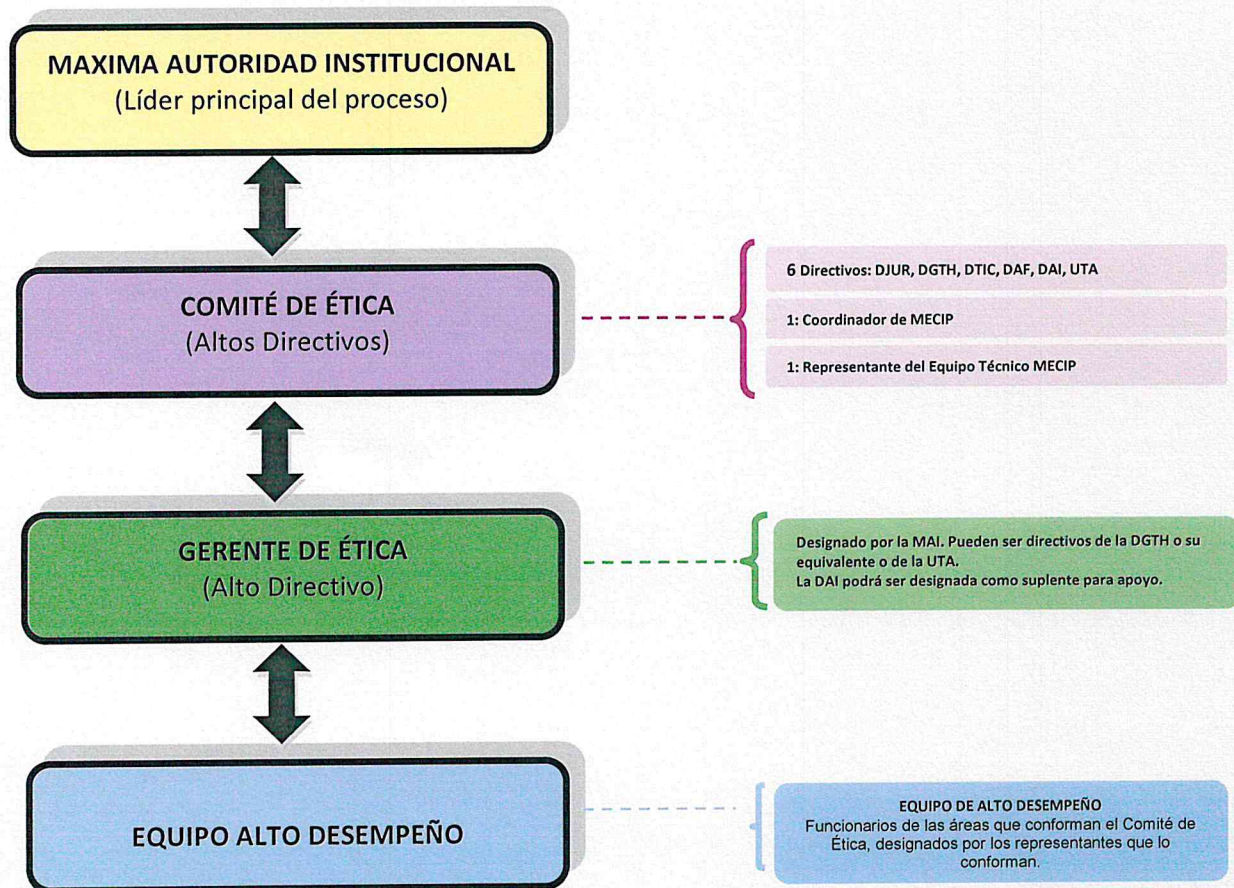 MAXIMA AUTORIDAD INSTITUCIONAL
(Líder principal del proceso)
COMITÉ DE ÉTICA
(Altos Directivos)
6 Directivos: DJUR, DGTH, DTIC, DAF, DAI, UTA
1: Coordinador de MECIP
1: Representante del Equipo Técnico MECIP
GERENTE DE ÉTICA
(Alto Directivo)
Designado por la MAI. Pueden ser directivos de la DGTH o su
equivalente o de la UTA.
La DAI podrá ser designada como suplente para apoyo.
EQUIPO ALTO DESEMPEÑO
EQUIPO DE ALTO DESEMPEÑO
Funcionarios de las áreas que conforman el Comité de
Ética, designados por los representantes que lo
conforman.